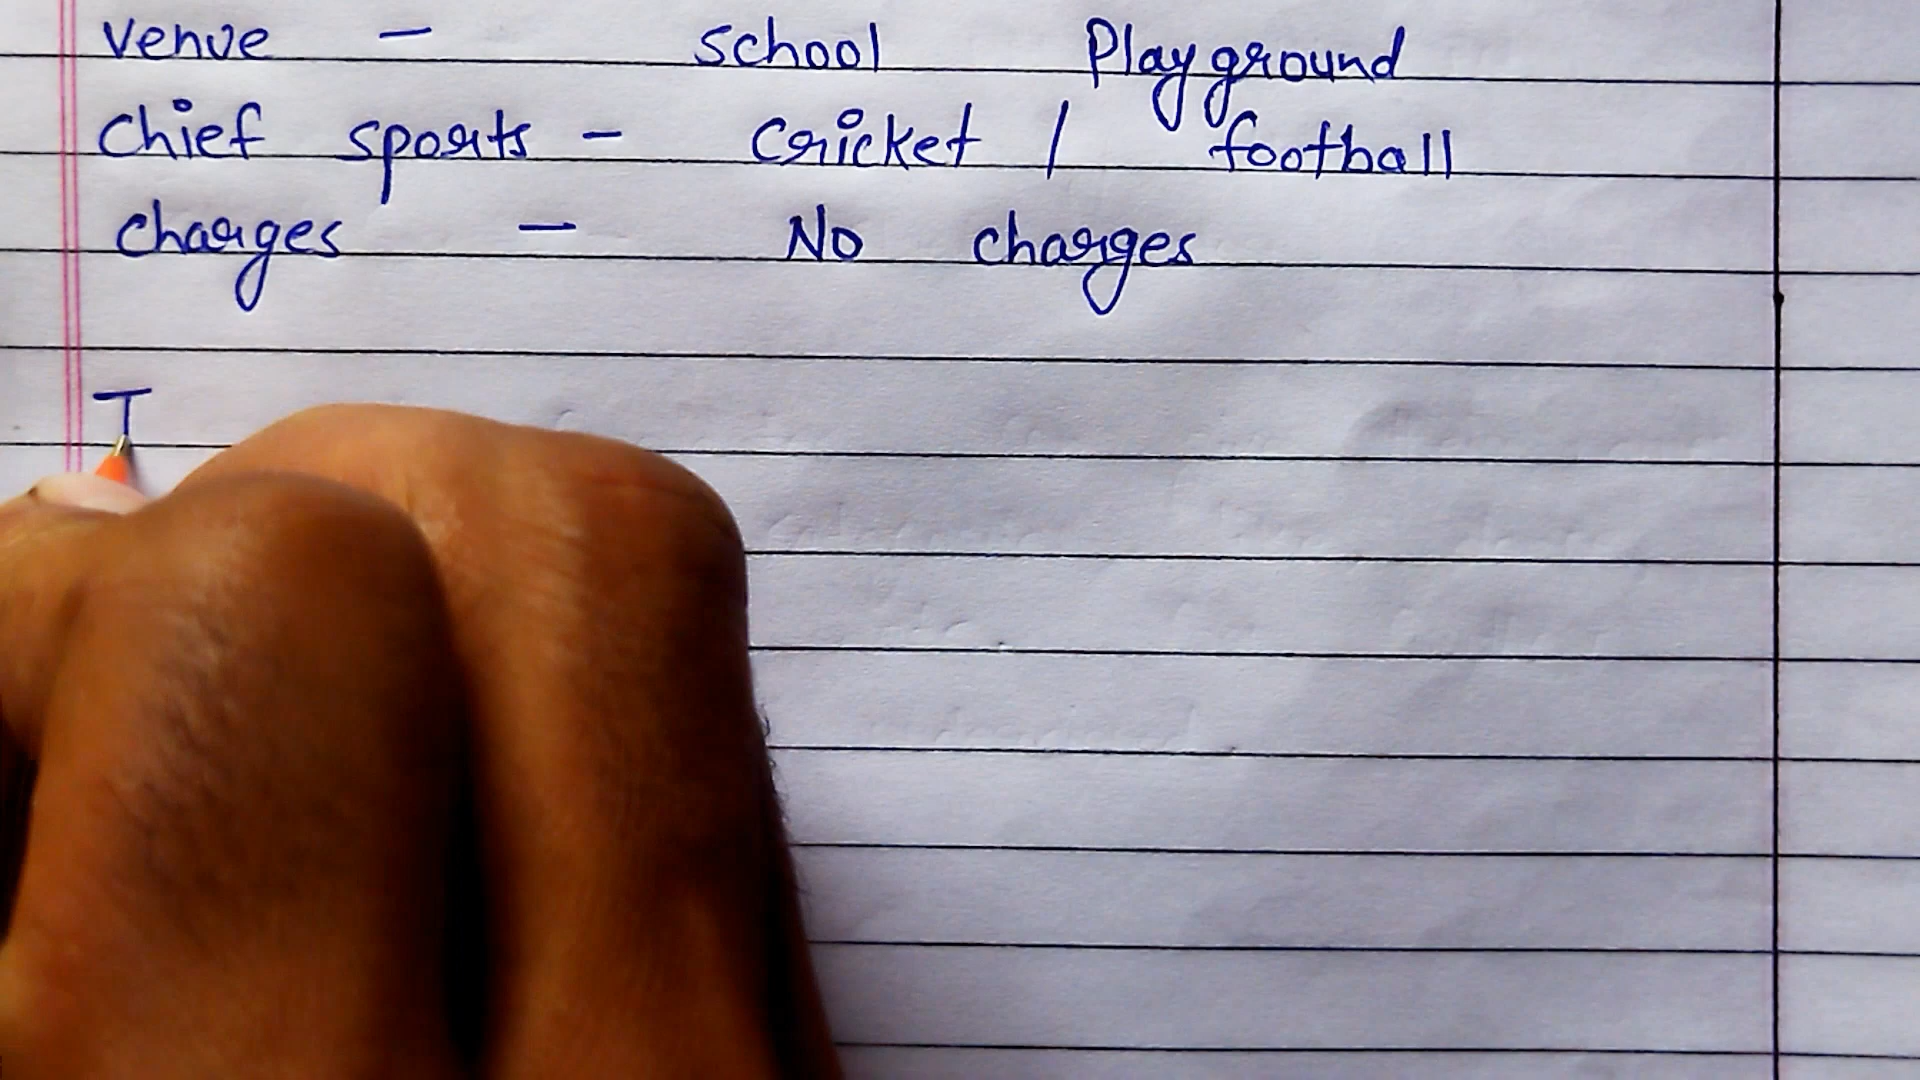 Venue - school Playground
Chief sports - Cricket / football
Charges - No charges
T